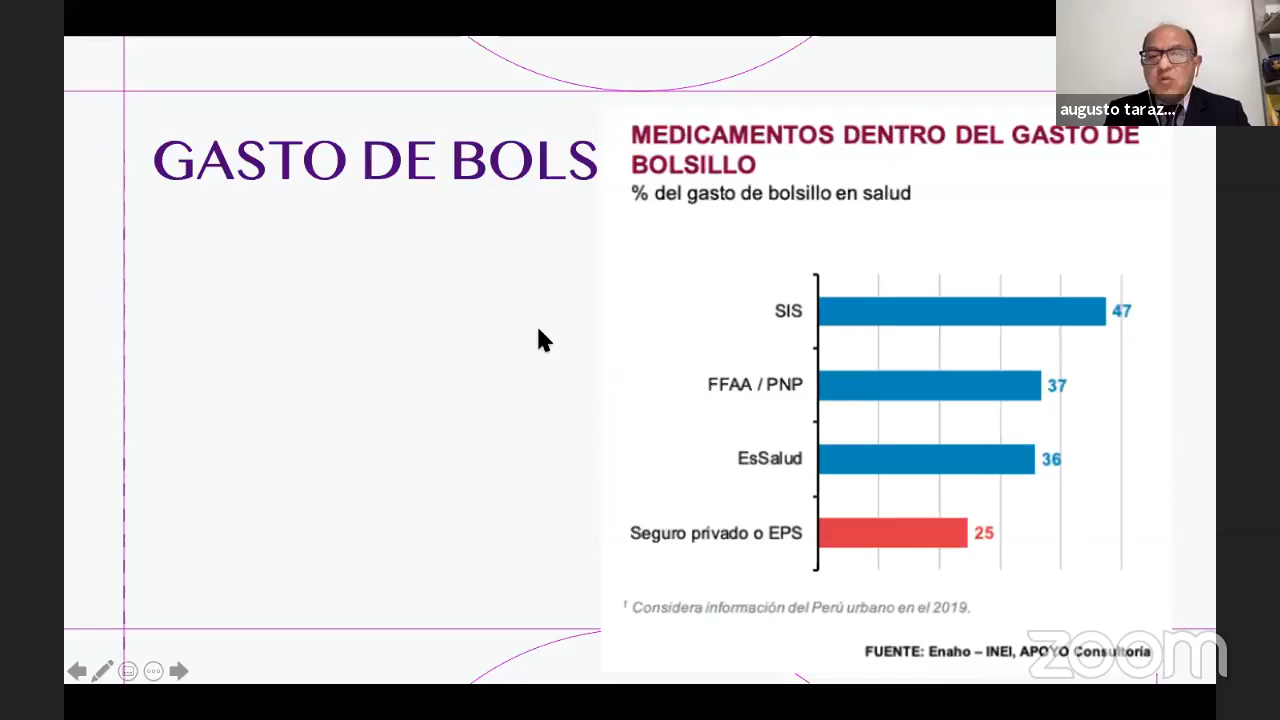 augusto taraz...
GASTO DE BOLS
MEDICAMENTOS DENTRO DEL GASTO DE
BOLSILLO
% del gasto de bolsillo en salud
SIS 47
FFAA / PNP 37
EsSalud 36
Seguro privado o EPS 25
¹ Considera información del Perú urbano en el 2019.
FUENTE: Enaho – INEI, APOYO Consultoría
zoom